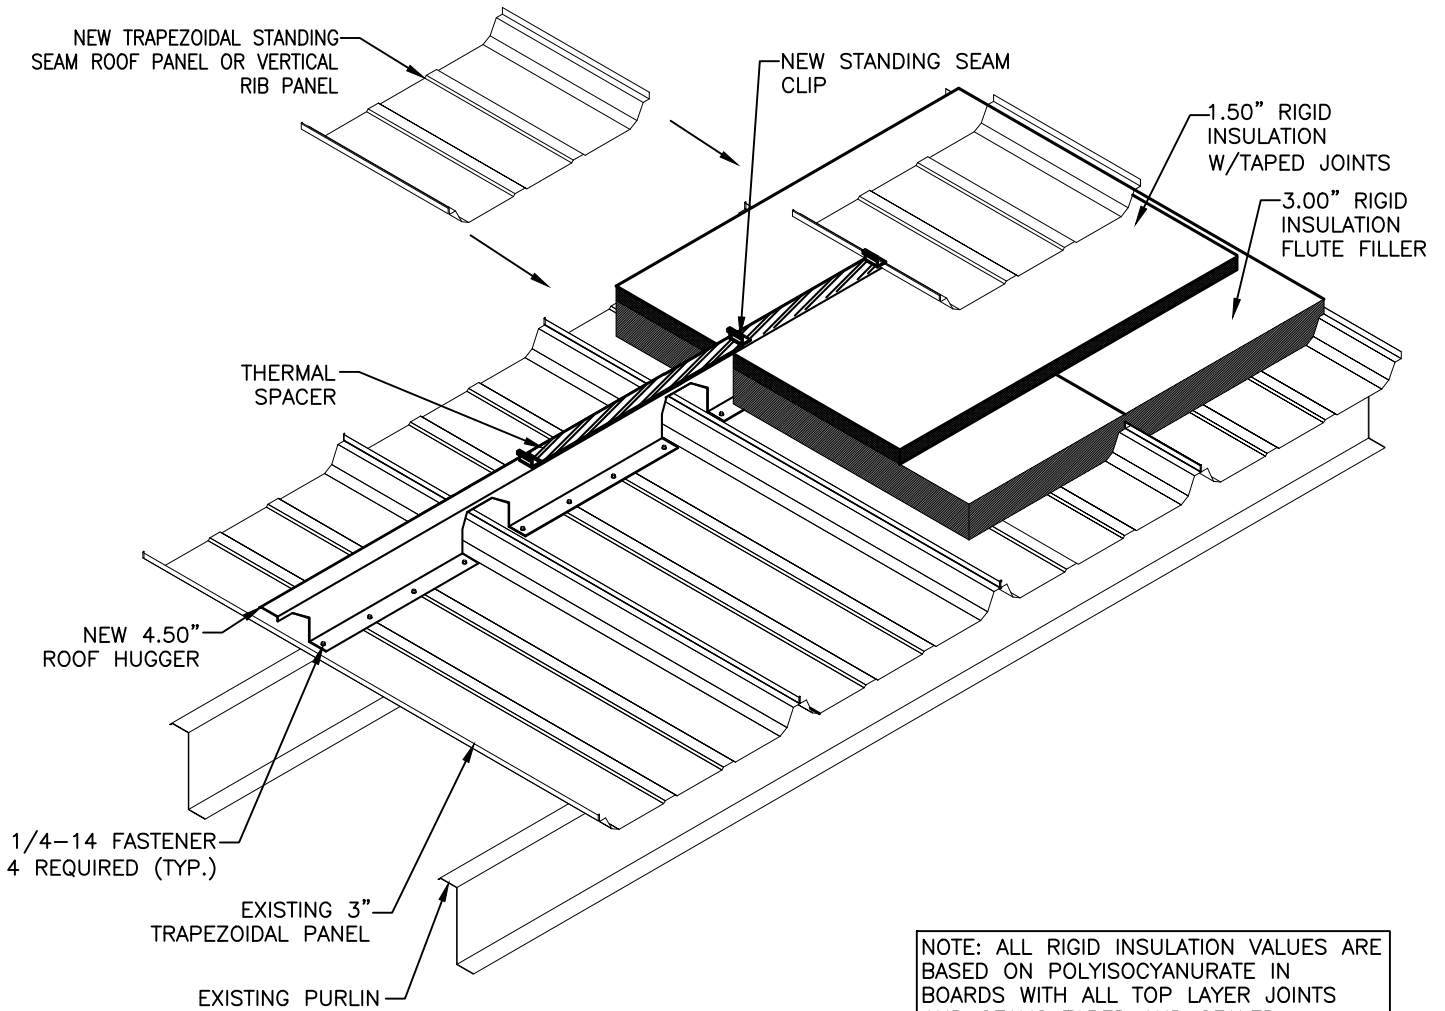 NEW TRAPEZOIDAL STANDING
SEAM ROOF PANEL OR VERTICAL
RIB PANEL
NEW STANDING SEAM
CLIP
1.50” RIGID
INSULATION
W/TAPED JOINTS
3.00” RIGID
INSULATION
FLUTE FILLER
THERMAL
SPACER
NEW 4.50”
ROOF HUGGER
1/4–14 FASTENER
4 REQUIRED (TYP.)
EXISTING 3”
TRAPEZOIDAL PANEL
EXISTING PURLIN
NOTE: ALL RIGID INSULATION VALUES ARE
BASED ON POLYISOCYANURATE IN
BOARDS WITH ALL TOP LAYER JOINTS